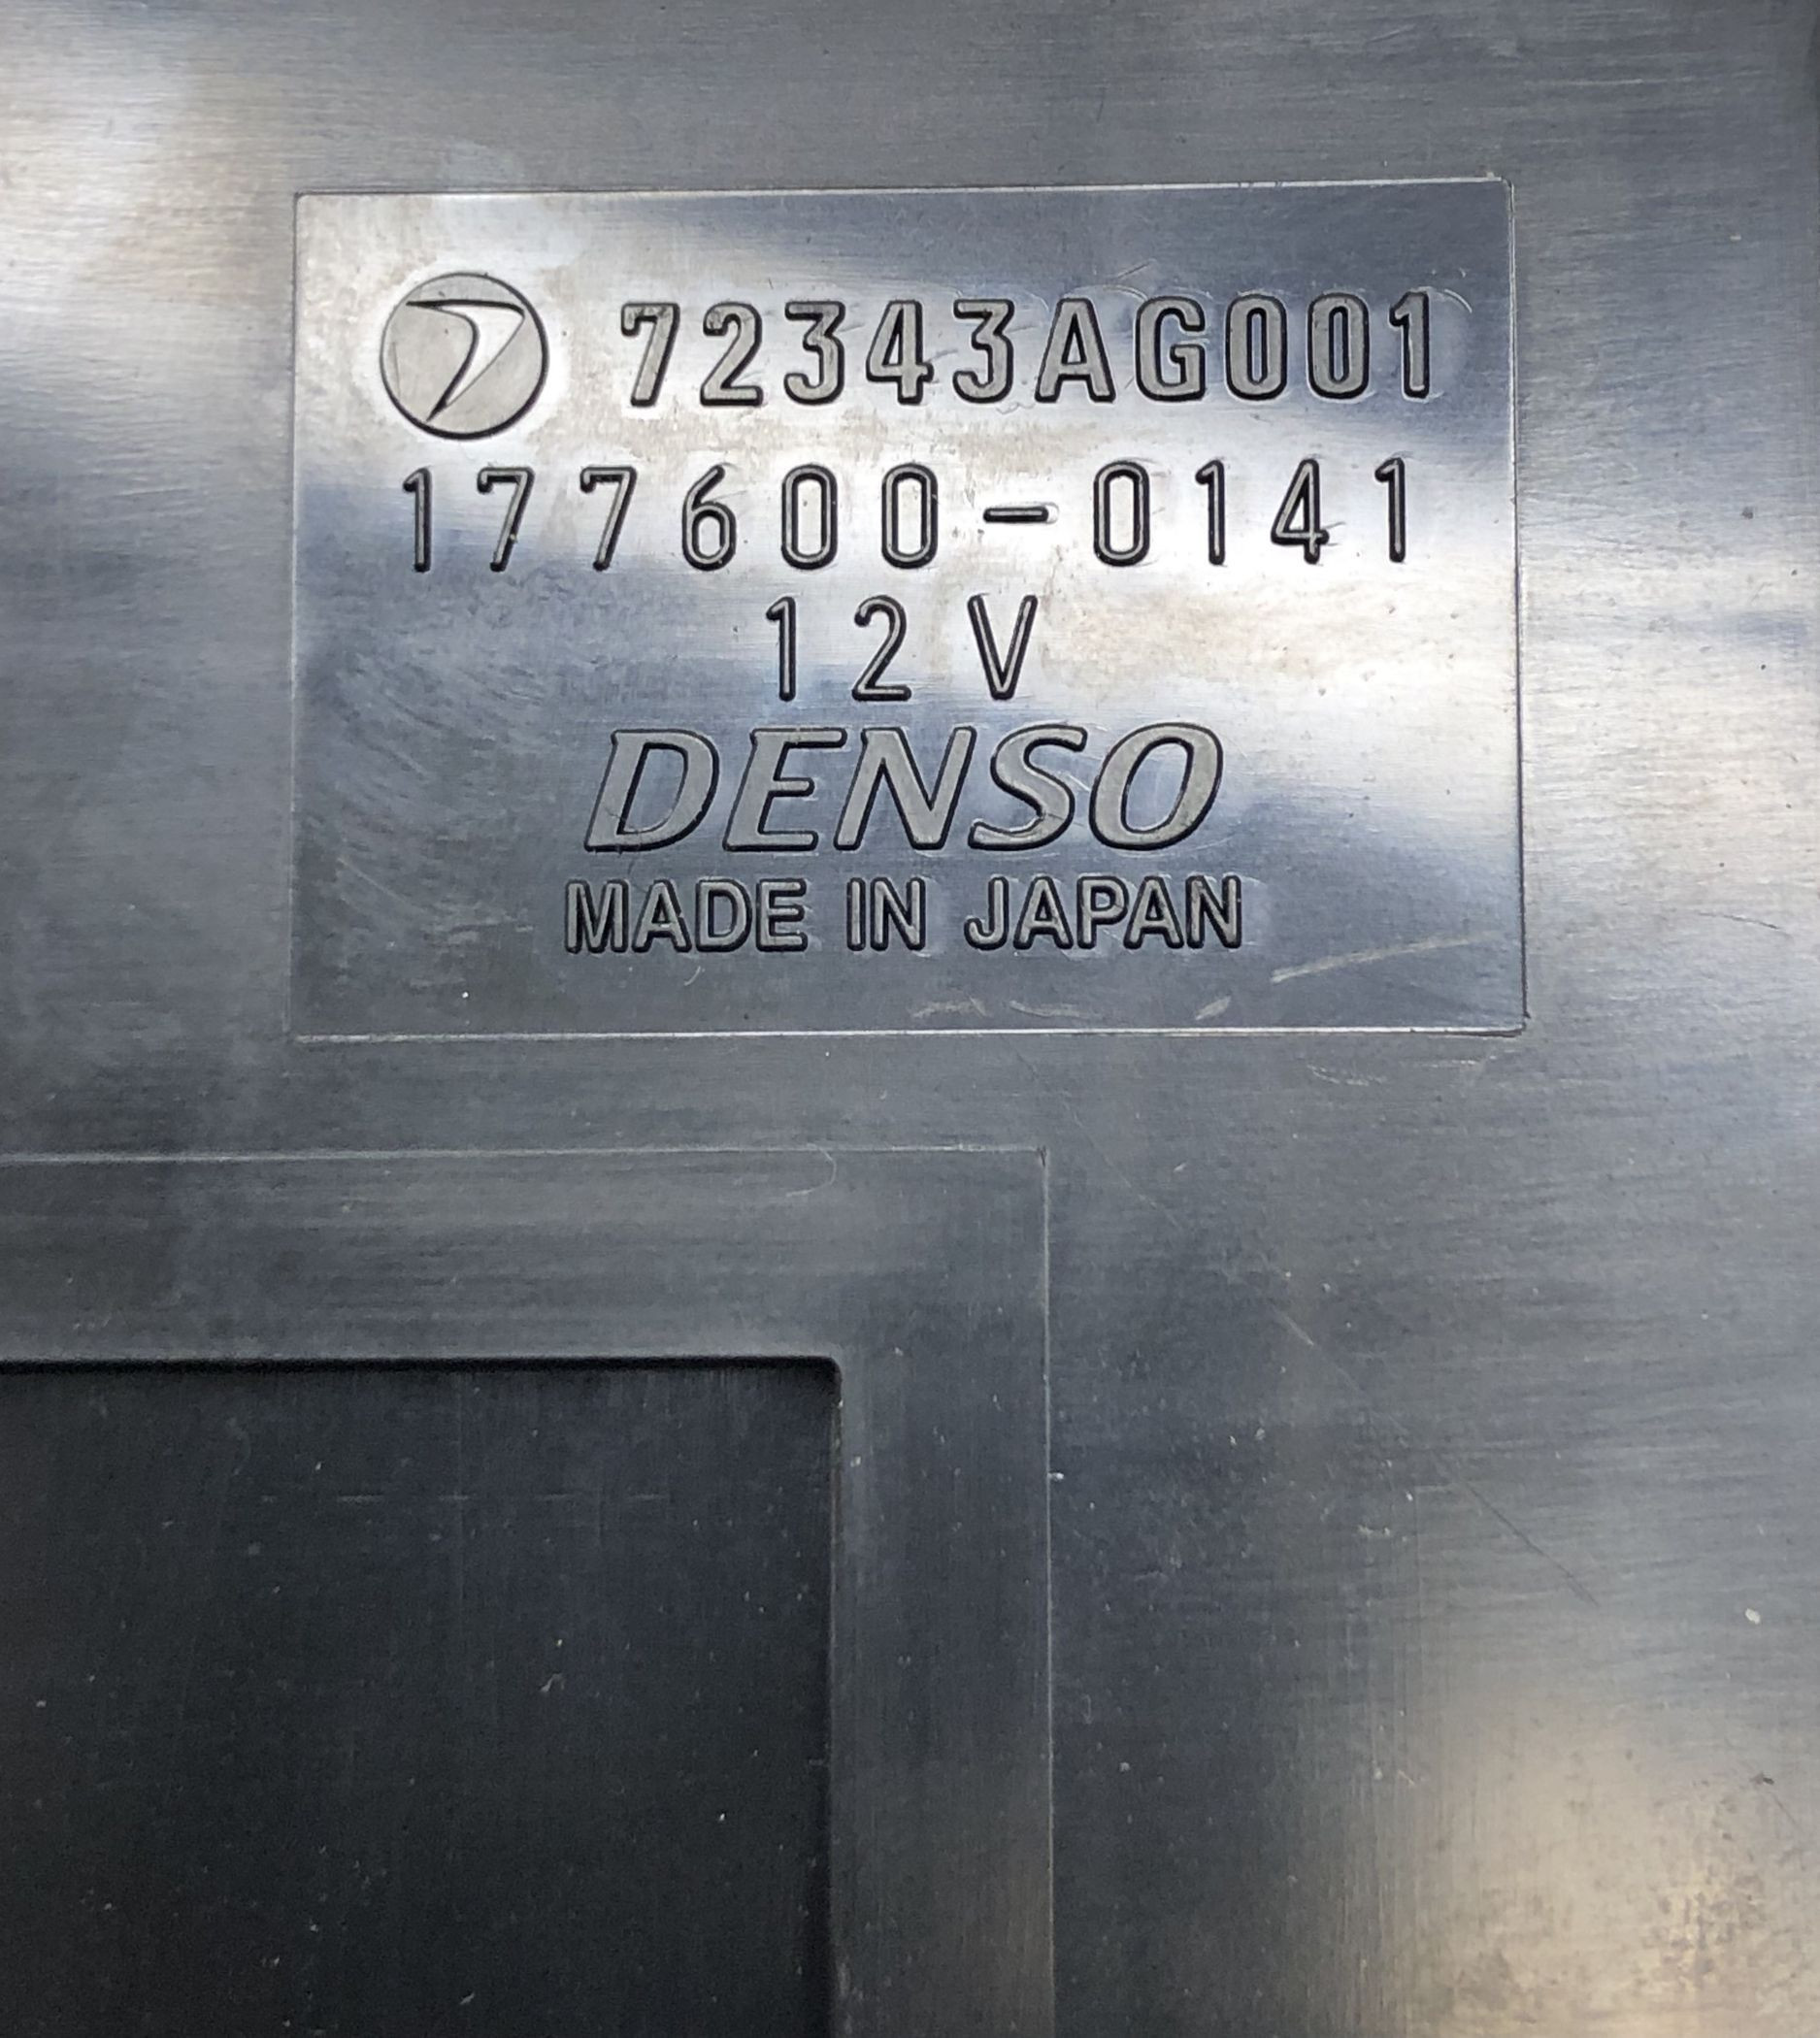 72343AG001
177600-0141
12V
DENSO
MADE IN JAPAN